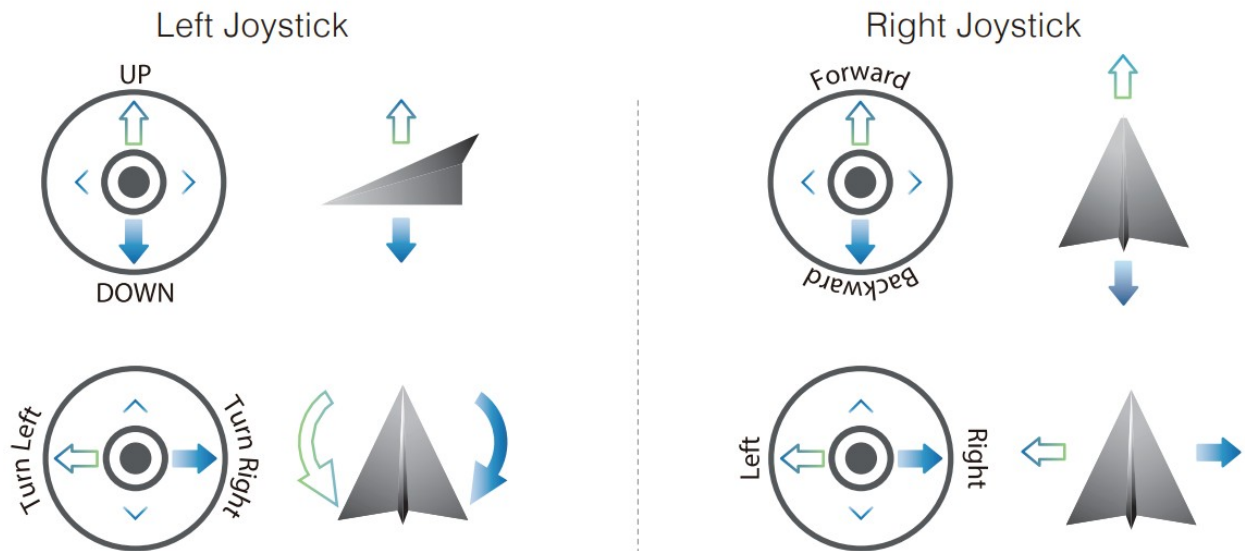 Left Joystick
Right Joystick
UP
DOWN
Forward
Backward
Turn Left
Turn Right
Left
Right